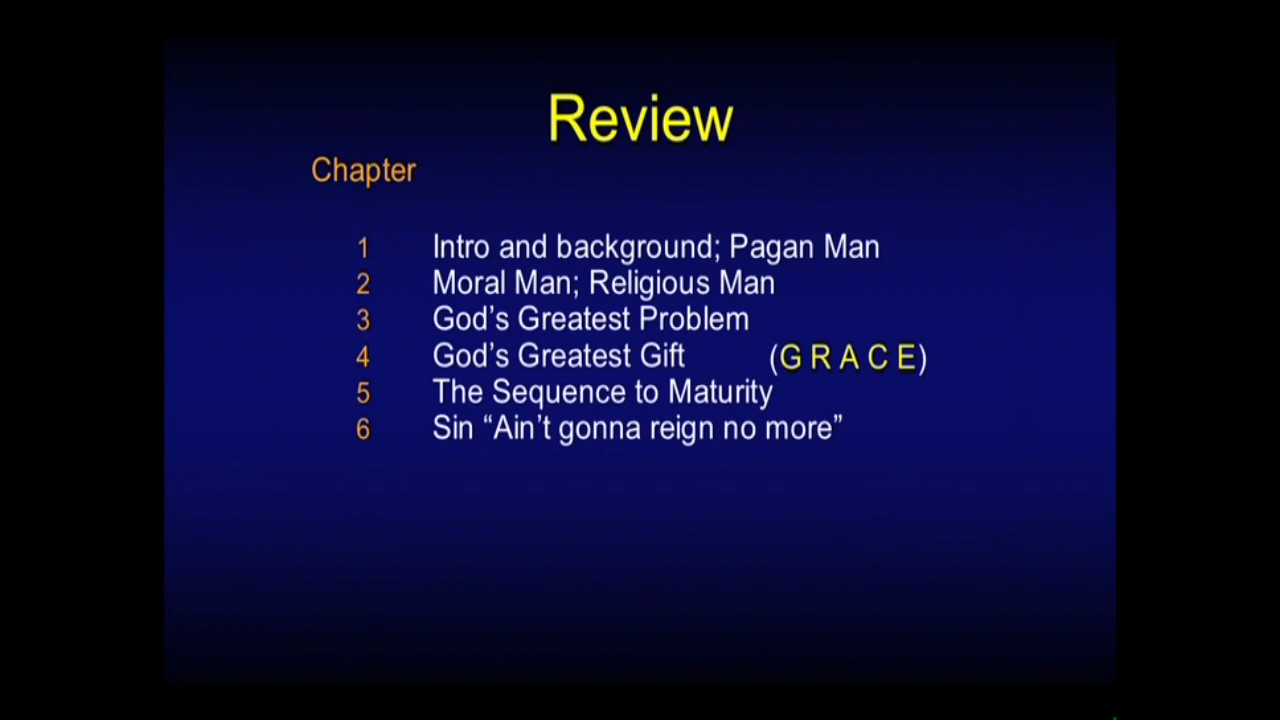 Review
Chapter
1 Intro and background; Pagan Man
2 Moral Man; Religious Man
3 God’s Greatest Problem
4 God’s Greatest Gift (G R A C E)
5 The Sequence to Maturity
6 Sin “Ain’t gonna reign no more”